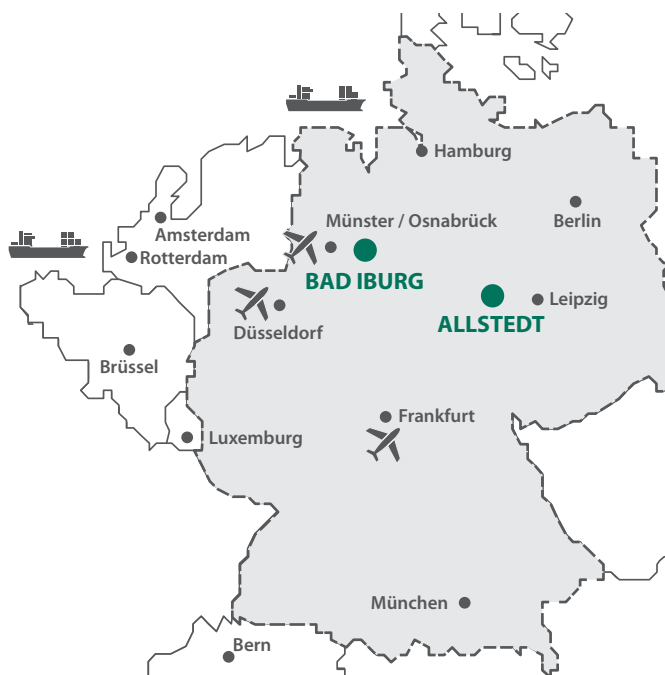 Hamburg
Berlin
Münster / Osnabrück
Amsterdam
Rotterdam
BAD IBURG
Leipzig
ALLSTEDT
Düsseldorf
Brüssel
Frankfurt
Luxemburg
München
Bern